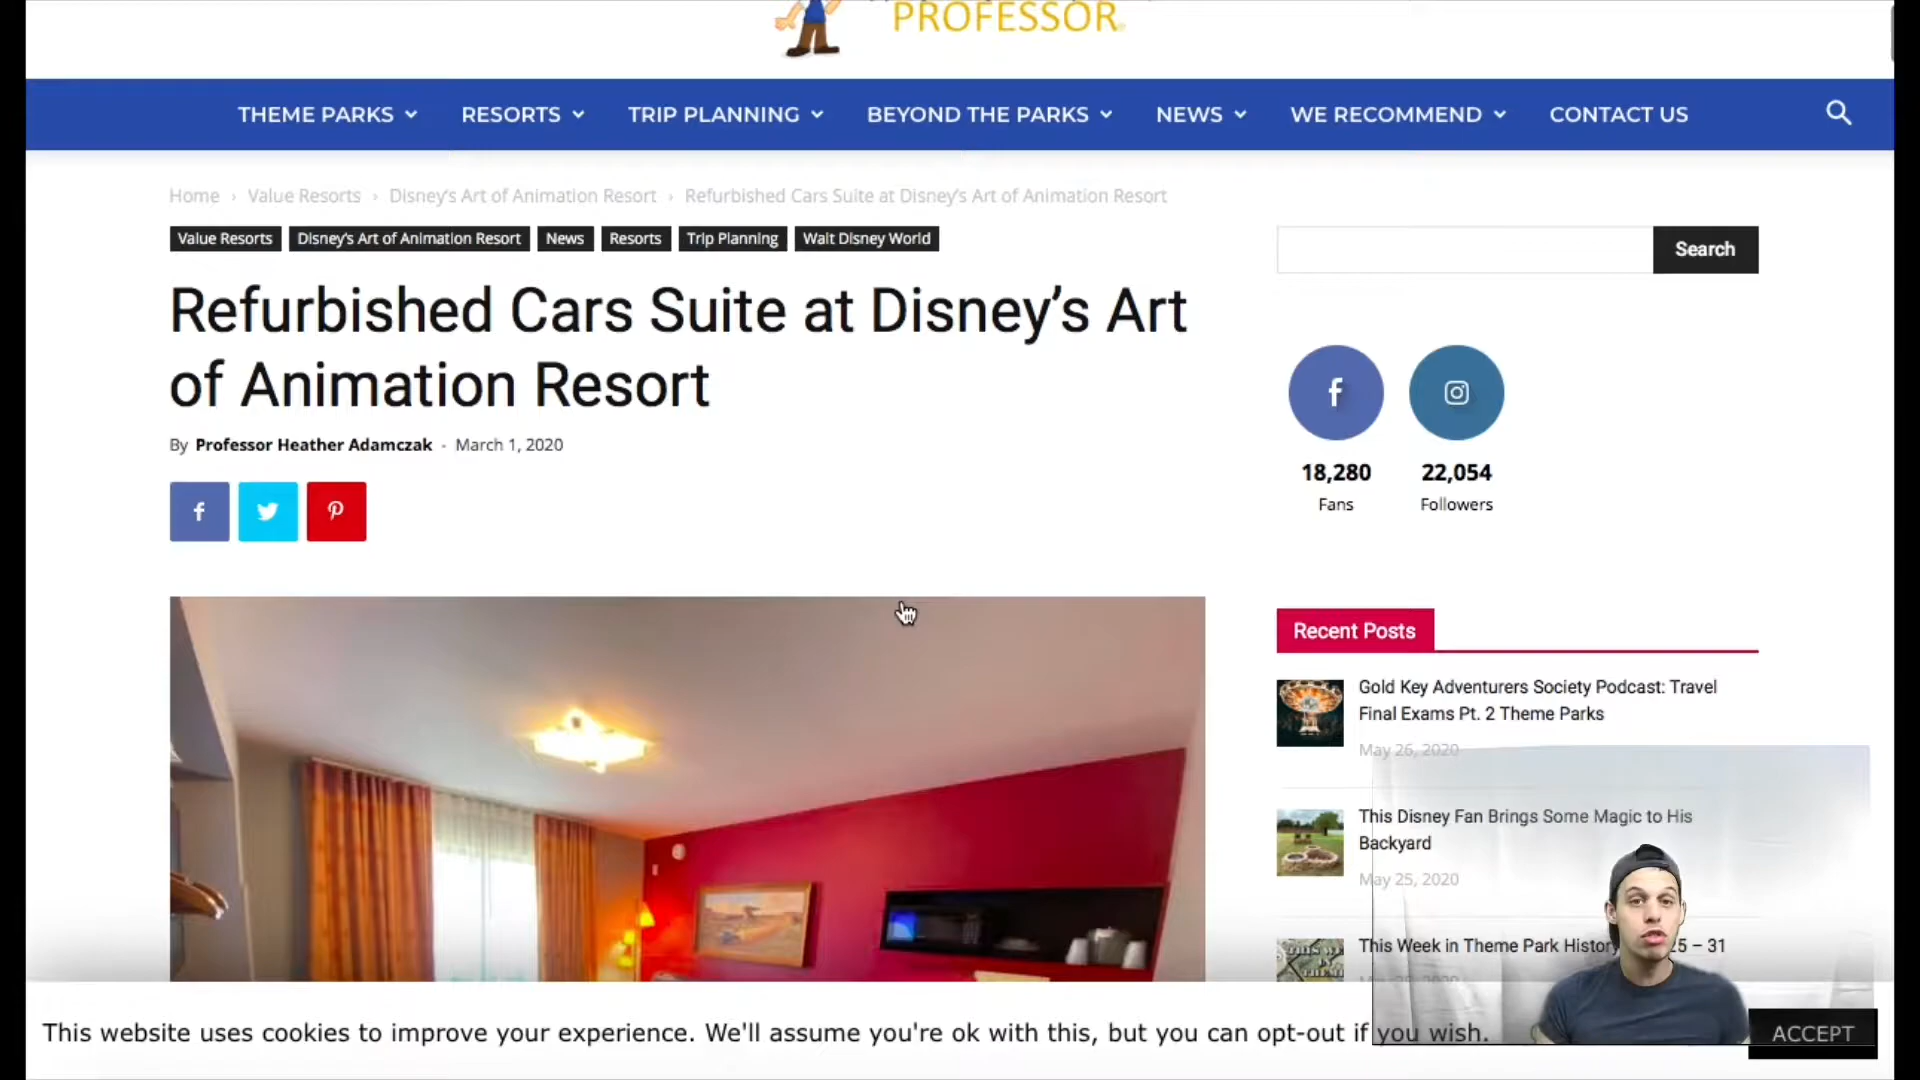 PROFESSOR
THEME PARKS RESORTS TRIP PLANNING BEYOND THE PARKS NEWS WE RECOMMEND CONTACT US
Home › Value Resorts › Disney's Art of Animation Resort › Refurbished Cars Suite at Disney's Art of Animation Resort
Value Resorts Disney's Art of Animation Resort News Resorts Trip Planning Walt Disney World
Refurbished Cars Suite at Disney's Art
of Animation Resort
By Professor Heather Adamczak - March 1, 2020
Search
18,280
Fans
22,054
Followers
Recent Posts
Gold Key Adventurers Society Podcast: Travel
Final Exams Pt. 2 Theme Parks
May 26, 2020
This Disney Fan Brings Some Magic to His
Backyard
May 25, 2020
This Week in Theme Park History 25 – 31
This website uses cookies to improve your experience. We'll assume you're ok with this, but you can opt-out if you wish.
ACCEPT